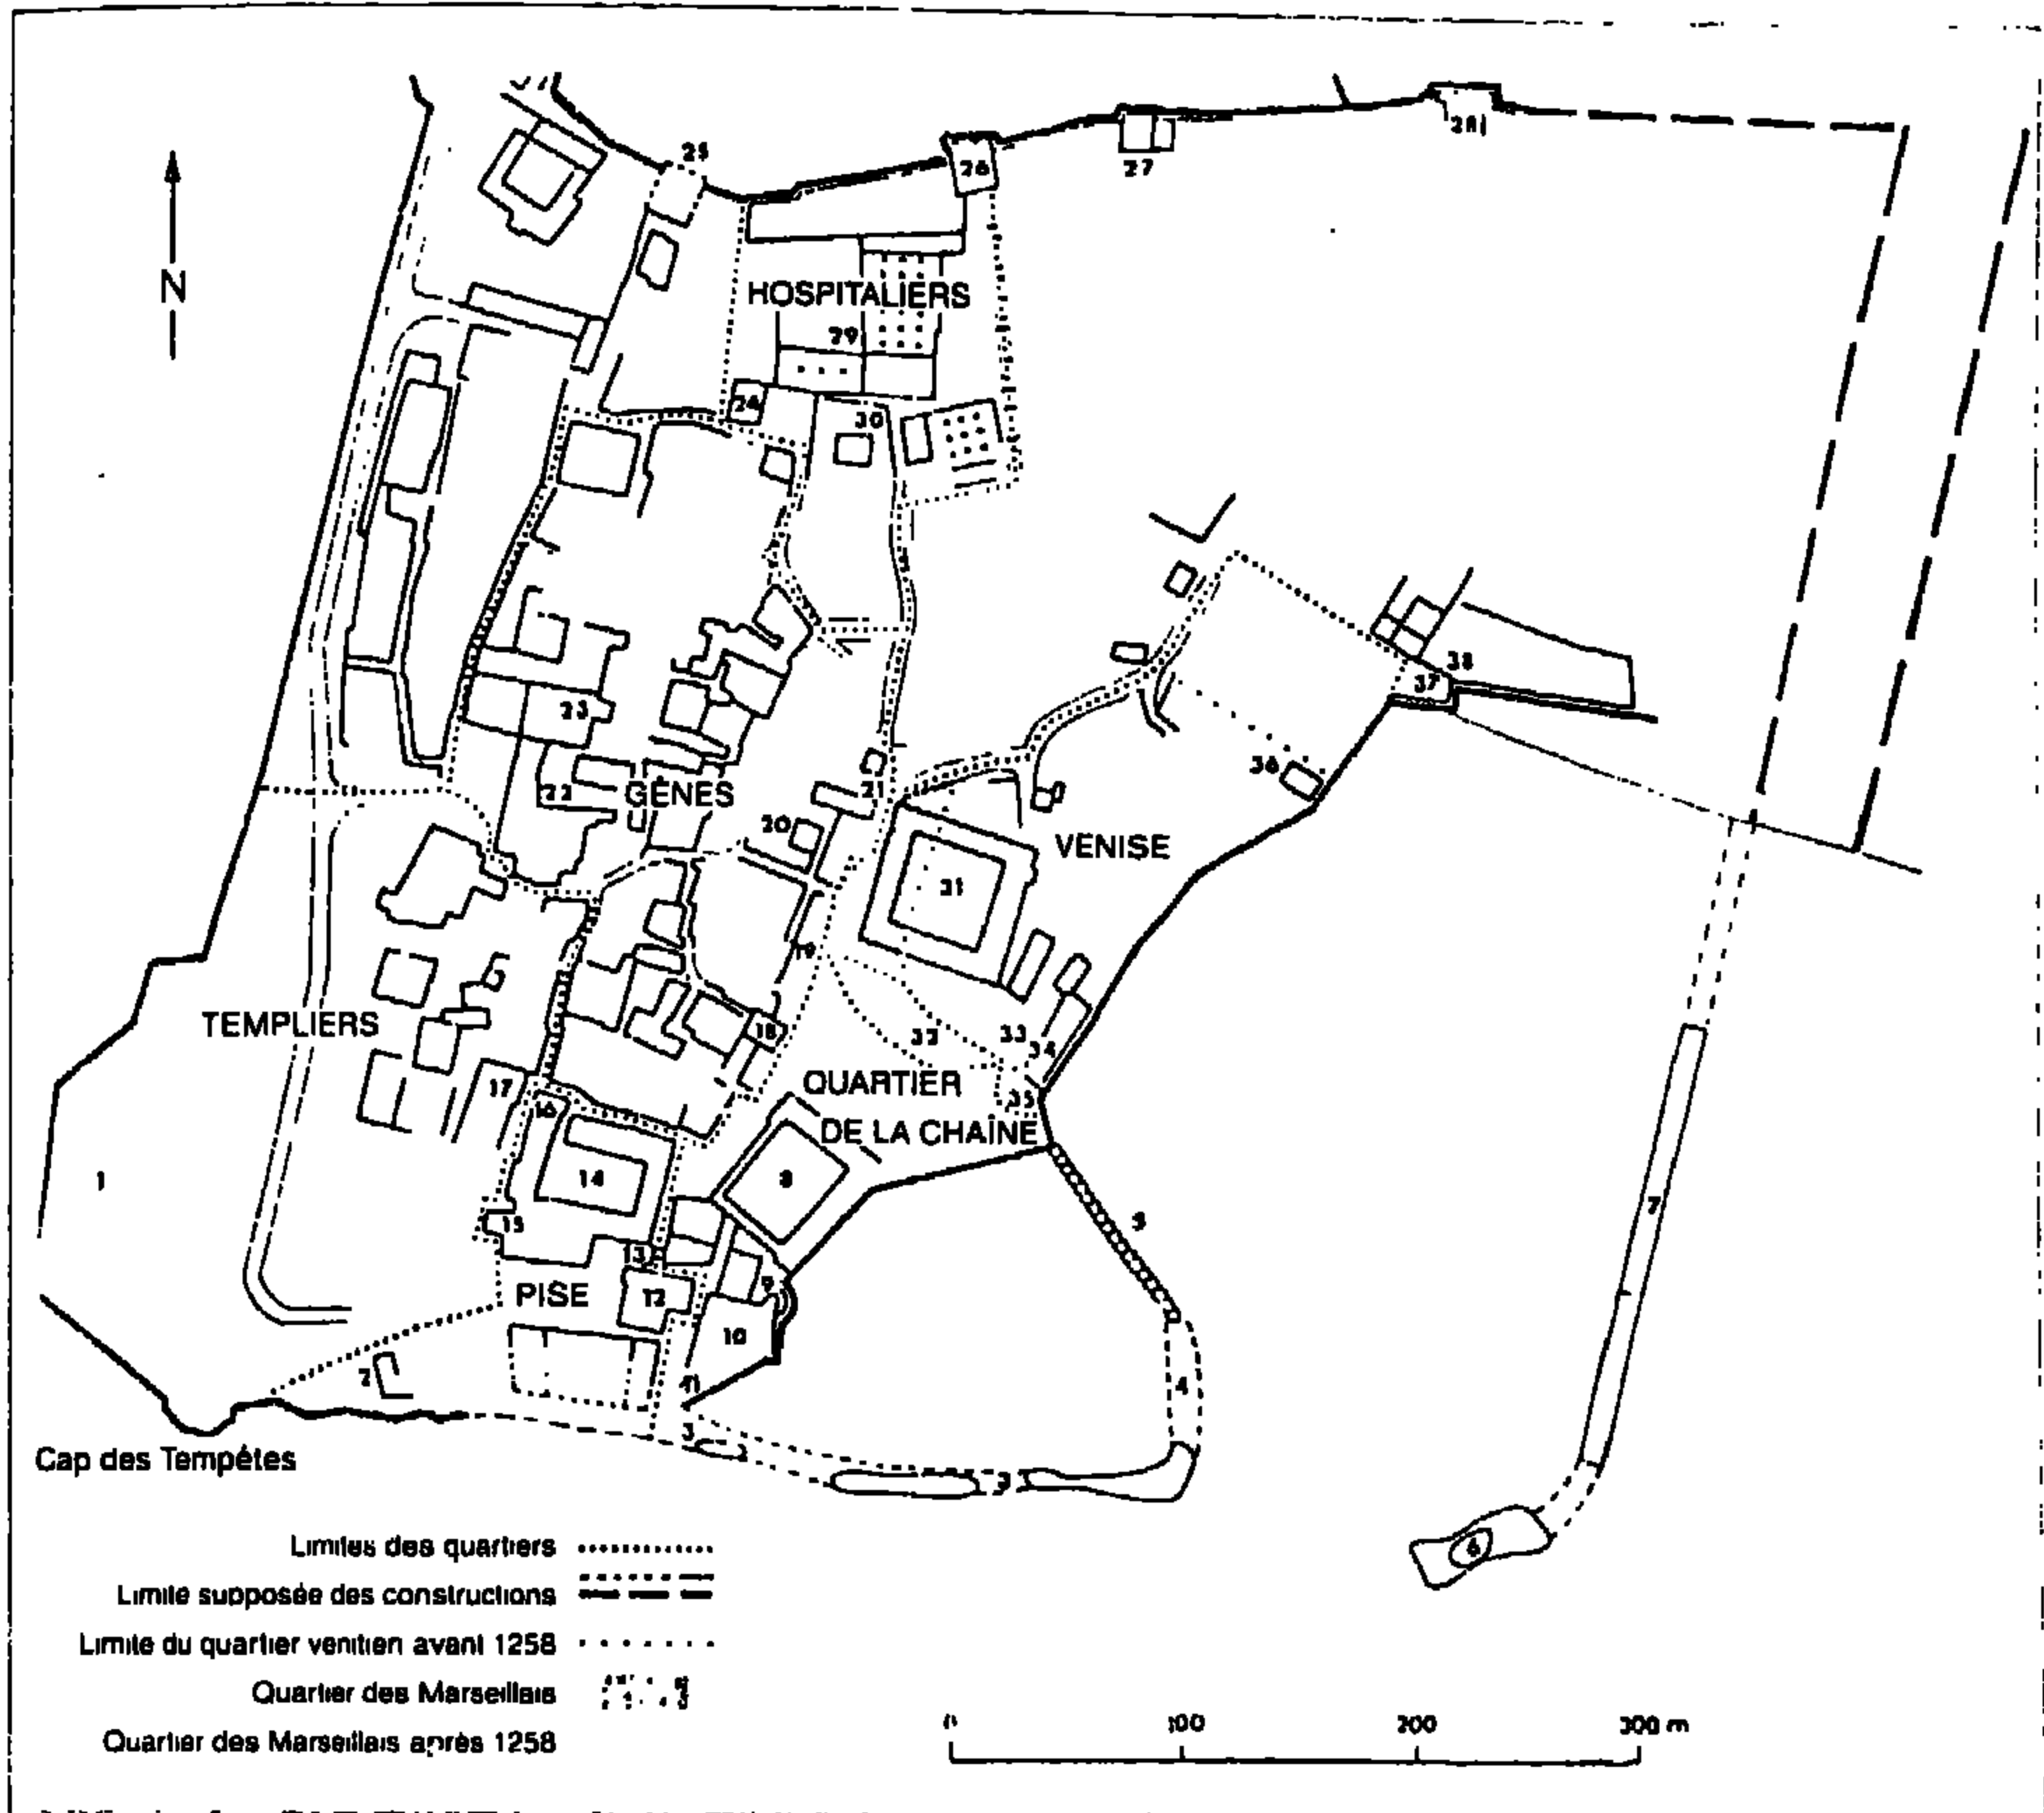 25
26
27
N
HOSPITALIERS
29
24
30
38
37
23
36
22
GÊNES
21
20
VENISE
31
19
TEMPLIERS
18
32
33
34
QUARTIER
17
35
16
DE LA CHAÎNE
1
14
8
5
7
15
13
PISE
12
9
10
2
11
4
3
3
Cap des Tempêtes
6
Limites des quartiers
Limite supposée des constructions
Limite du quartier venitien avant 1258
Quartier des Marseillais
Quartier des Marseillais après 1258
0 100 200 300 m